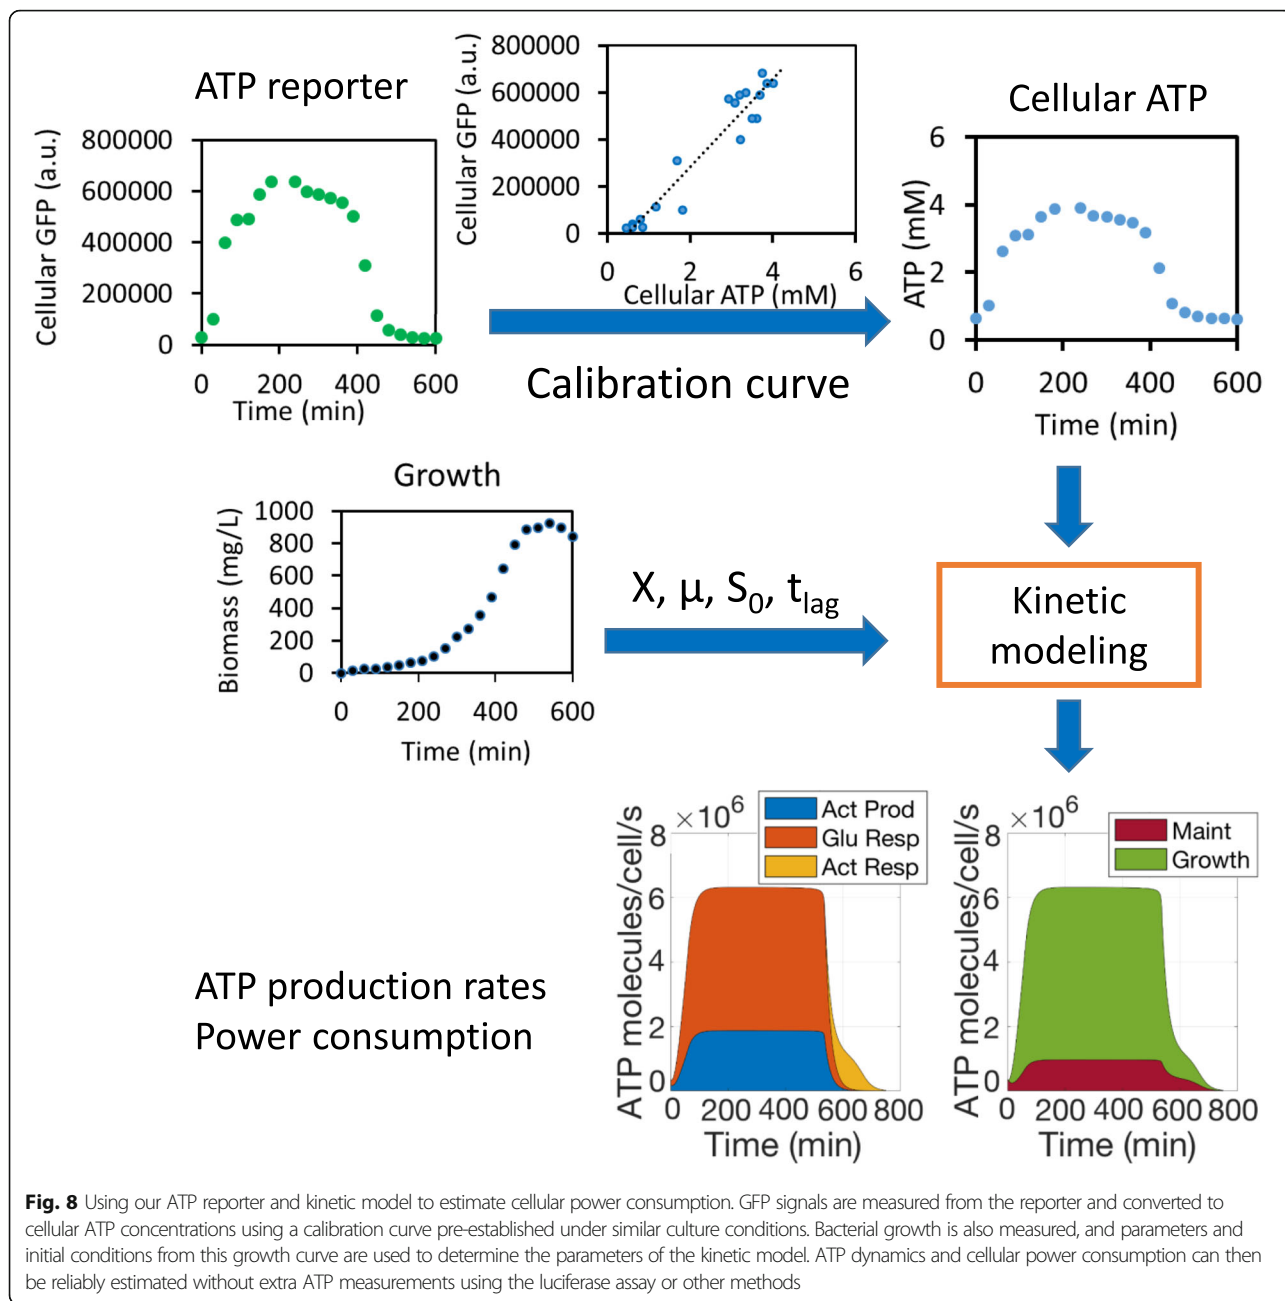 ATP reporter
Cellular GFP (a.u.)
800000
600000
400000
200000
0
0 200 400 600
Time (min)
Cellular GFP (a.u.)
800000
600000
400000
200000
0
0 2 4 6
Cellular ATP (mM)
Calibration curve
Cellular ATP
ATP (mM)
6
4
2
0
0 200 400 600
Time (min)
Growth
Biomass (mg/L)
1000
800
600
400
200
0
0 200 400 600
Time (min)
X, μ, S0, tlag
Kinetic
modeling
ATP production rates
Power consumption
ATP molecules/cell/s
×10^6
8
6
4
2
0
0 200 400 600 800
Time (min)
Act Prod
Glu Resp
Act Resp
ATP molecules/cell/s
×10^6
8
6
4
2
0
0 200 400 600 800
Time (min)
Maint
Growth
Fig. 8 Using our ATP reporter and kinetic model to estimate cellular power consumption. GFP signals are measured from the reporter and converted to
cellular ATP concentrations using a calibration curve pre-established under similar culture conditions. Bacterial growth is also measured, and parameters and
initial conditions from this growth curve are used to determine the parameters of the kinetic model. ATP dynamics and cellular power consumption can then
be reliably estimated without extra ATP measurements using the luciferase assay or other methods